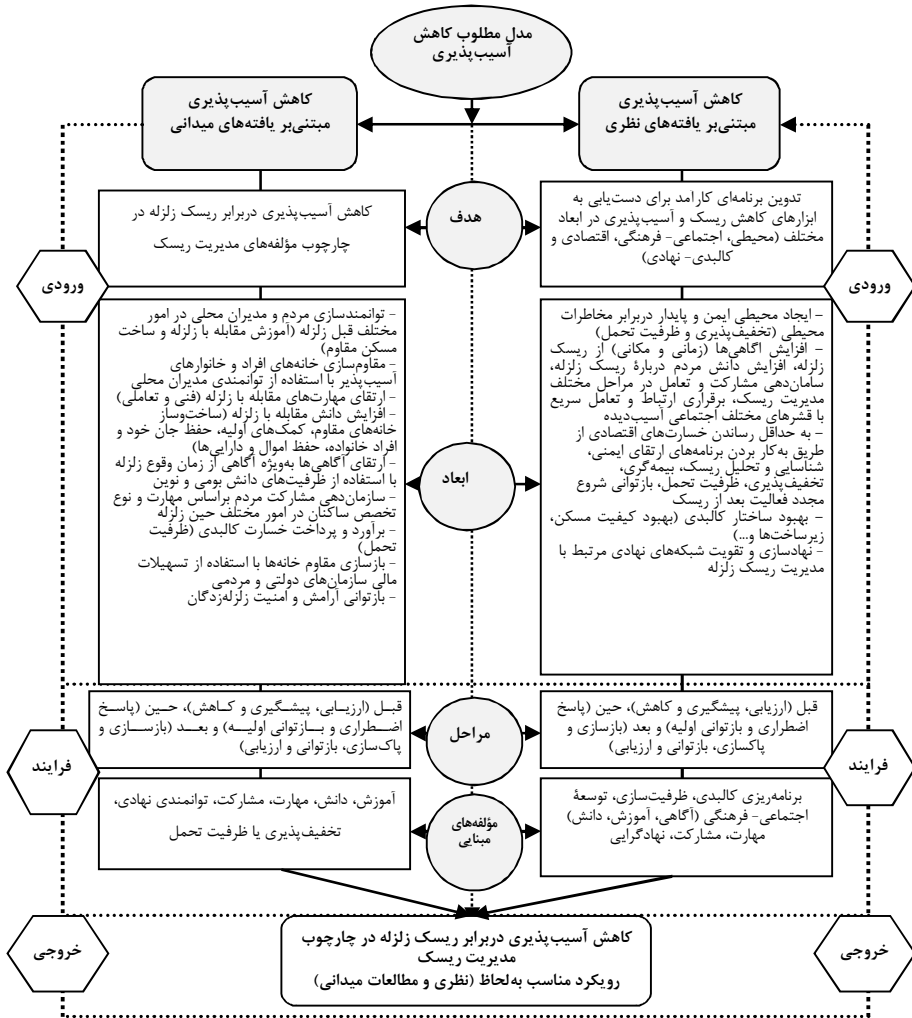 مدل مطلوب کاهش
آسیب‌پذیری
کاهش آسیب‌پذیری
مبتنی‌بر یافته‌های نظری
کاهش آسیب‌پذیری
مبتنی‌بر یافته‌های میدانی
ورودی
تدوین برنامه‌ای کارآمد برای دست‌یابی به
ابزارهای کاهش ریسک و آسیب‌پذیری در ابعاد
مختلف (محیطی، اجتماعی- فرهنگی، اقتصادی و
کالبدی- نهادی)
هدف
کاهش آسیب‌پذیری دربرابر ریسک زلزله در
چارچوب مؤلفه‌های مدیریت ریسک
ورودی
- ایجاد محیطی ایمن و پایدار دربرابر مخاطرات
محیطی (تخفیف‌پذیری و ظرفیت تحمل)
- افزایش آگاهی‌ها (زمانی و مکانی) از ریسک
زلزله، افزایش دانش مردم دربارۀ ریسک زلزله،
سامان‌دهی مشارکت و تعامل در مراحل مختلف
مدیریت ریسک، برقراری ارتباط و تعامل سریع
با قشرهای مختلف اجتماعی آسیب‌دیده
- به حداقل رساندن خسارت‌های اقتصادی از
طریق به‌کار بردن برنامه‌های ارتقای ایمنی،
شناسایی و تحلیل ریسک، بیمه‌گری،
تخفیف‌پذیری، ظرفیت تحمل، بازتوانی شروع
مجدد فعالیت بعد از ریسک
- بهبود ساختار کالبدی (بهبود کیفیت مسکن،
زیرساخت‌ها و...)
- نهادسازی و تقویت شبکه‌های نهادی مرتبط با
مدیریت ریسک زلزله
ابعاد
- توانمندسازی مردم و مدیران محلی در امور
مختلف قبل زلزله (آموزش مقابله با زلزله و ساخت
مسکن مقاوم)
- مقاوم‌سازی خانه‌های افراد و خانوارهای
آسیب‌پذیر با استفاده از توانمندی مدیران محلی
- ارتقای مهارت‌های مقابله با زلزله (فنی و تعاملی)
- افزایش دانش مقابله با زلزله (ساخت‌وساز
خانه‌های مقاوم، کمک‌های اولیه، حفظ جان خود و
افراد خانواده، حفظ اموال و دارایی‌ها)
- ارتقای آگاهی‌ها به‌ویژه آگاهی از زمان وقوع زلزله
با استفاده از ظرفیت‌های دانش بومی و نوین
- سازمان‌دهی مشارکت مردم براساس مهارت و نوع
تخصص ساکنان در امور مختلف حین زلزله
- برآورد و پرداخت خسارت کالبدی (ظرفیت
تحمل)
- بازسازی مقاوم خانه‌ها با استفاده از تسهیلات
مالی سازمان‌های دولتی و مردمی
- بازتوانی آرامش و امنیت زلزله‌زدگان
فرایند
قبل (ارزیابی، پیشگیری و کاهش)، حین (پاسخ
اضطراری و بازتوانی اولیه) و بعد (بازسازی و
پاکسازی، بازتوانی و ارزیابی)
مراحل
قبـل (ارزیـابی، پیشـگیری و کـاهش)، حـین (پاسـخ
اضـطراری و بـازتوانی اولیـه) و بعـد (بازسـازی و
پاک‌سازی، بازتوانی و ارزیابی)
فرایند
برنامه‌ریزی کالبدی، ظرفیت‌سازی، توسعۀ
اجتماعی- فرهنگی (آگاهی، آموزش، دانش)
مهارت، مشارکت، نهادگرایی
مؤلفه‌های
مبنایی
آموزش، دانش، مهارت، مشارکت، توانمندی نهادی،
تخفیف‌پذیری یا ظرفیت تحمل
خروجی
کاهش آسیب‌پذیری دربرابر ریسک زلزله در چارچوب
مدیریت ریسک
رویکرد مناسب به‌لحاظ (نظری و مطالعات میدانی)
خروجی